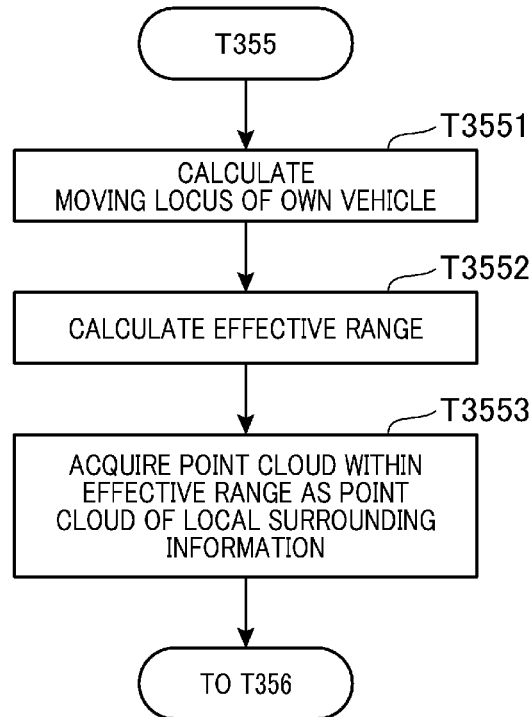 T355
T3551
CALCULATE
MOVING LOCUS OF OWN VEHICLE
T3552
CALCULATE EFFECTIVE RANGE
T3553
ACQUIRE POINT CLOUD WITHIN
EFFECTIVE RANGE AS POINT
CLOUD OF LOCAL SURROUNDING
INFORMATION
TO T356